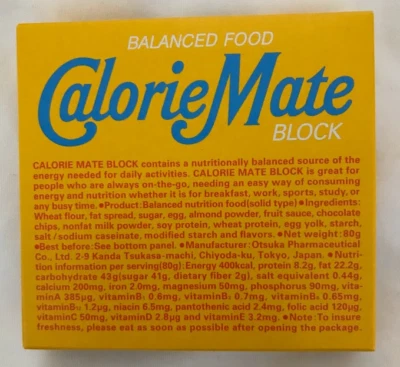 BALANCED FOOD
CalorieMate
BLOCK
CALORIE MATE BLOCK contains a nutritionally balanced source of the
energy needed for daily activities. CALORIE MATE BLOCK is great for
people who are always on-the-go, needing an easy way of consuming
energy and nutrition whether it is for breakfast, work, sports, study, or
any busy time. ●Product:Balanced nutrition food(solid type) ●Ingredients:
Wheat flour, fat spread, sugar, egg, almond powder, fruit sauce, chocolate
chips, nonfat milk powder, soy protein, wheat protein, egg yolk, starch,
salt / sodium caseinate, modified starch and flavors. ●Net weight:80g
●Best before:See bottom panel. ●Manufacturer:Otsuka Pharmaceutical
Co., Ltd. 2-9 Kanda Tsukasa-machi, Chiyoda-ku, Tokyo, Japan. ●Nutri-
tion information per serving(80g):Energy 400kcal, protein 8.2g, fat 22.2g,
carbohydrate 43g(sugar 41g, dietary fiber 2g), salt equivalent 0.44g,
calcium 200mg, iron 2.0mg, magnesium 50mg, phosphorus 90mg, vita-
minA 385μg, vitaminB₁ 0.6mg, vitaminB₂ 0.7mg, vitaminB₆ 0.65mg,
vitaminB₁₂ 1.2μg, niacin 6.5mg, pantothenic acid 2.4mg, folic acid 120μg,
vitaminC 50mg, vitaminD 2.8μg and vitaminE 3.2mg. ●Note:To insure
freshness, please eat as soon as possible after opening the package.